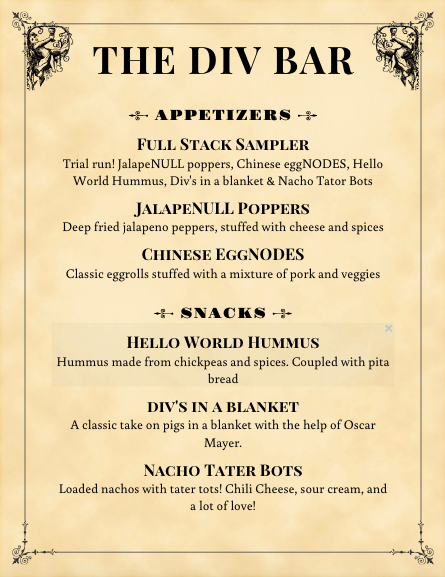 THE DIV BAR
APPETIZERS
Full Stack Sampler
Trial run! JalapeNULL poppers, Chinese eggNODES, Hello
World Hummus, Div's in a blanket & Nacho Tator Bots
JalapeNULL Poppers
Deep fried jalapeno peppers, stuffed with cheese and spices
Chinese EggNODES
Classic eggrolls stuffed with a mixture of pork and veggies
SNACKS
Hello World Hummus
Hummus made from chickpeas and spices. Coupled with pita
bread
div's in a blanket
A classic take on pigs in a blanket with the help of Oscar
Mayer.
Nacho Tater Bots
Loaded nachos with tater tots! Chili Cheese, sour cream, and
a lot of love!